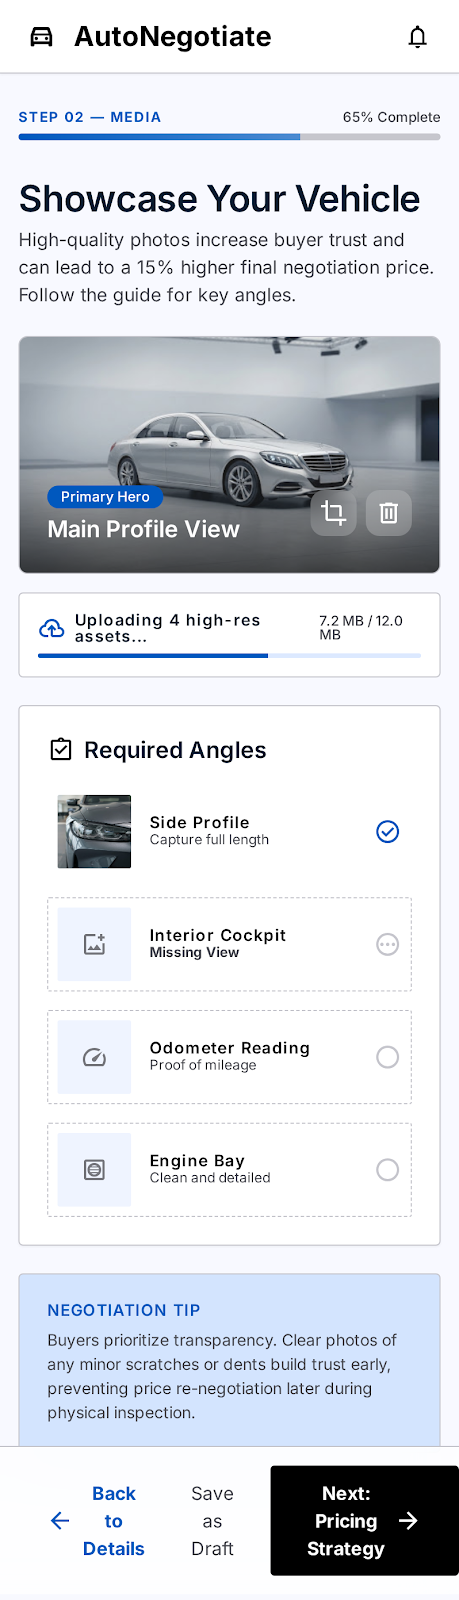 AutoNegotiate
STEP 02 — MEDIA
65% Complete
Showcase Your Vehicle
High-quality photos increase buyer trust and
can lead to a 15% higher final negotiation price.
Follow the guide for key angles.
Primary Hero
Main Profile View
Uploading 4 high-res
assets...
7.2 MB / 12.0
MB
Required Angles
Side Profile
Capture full length
Interior Cockpit
Missing View
Odometer Reading
Proof of mileage
Engine Bay
Clean and detailed
NEGOTIATION TIP
Buyers prioritize transparency. Clear photos of
any minor scratches or dents build trust early,
preventing price re-negotiation later during
physical inspection.
Back
to
Details
Save
as
Draft
Next:
Pricing
Strategy